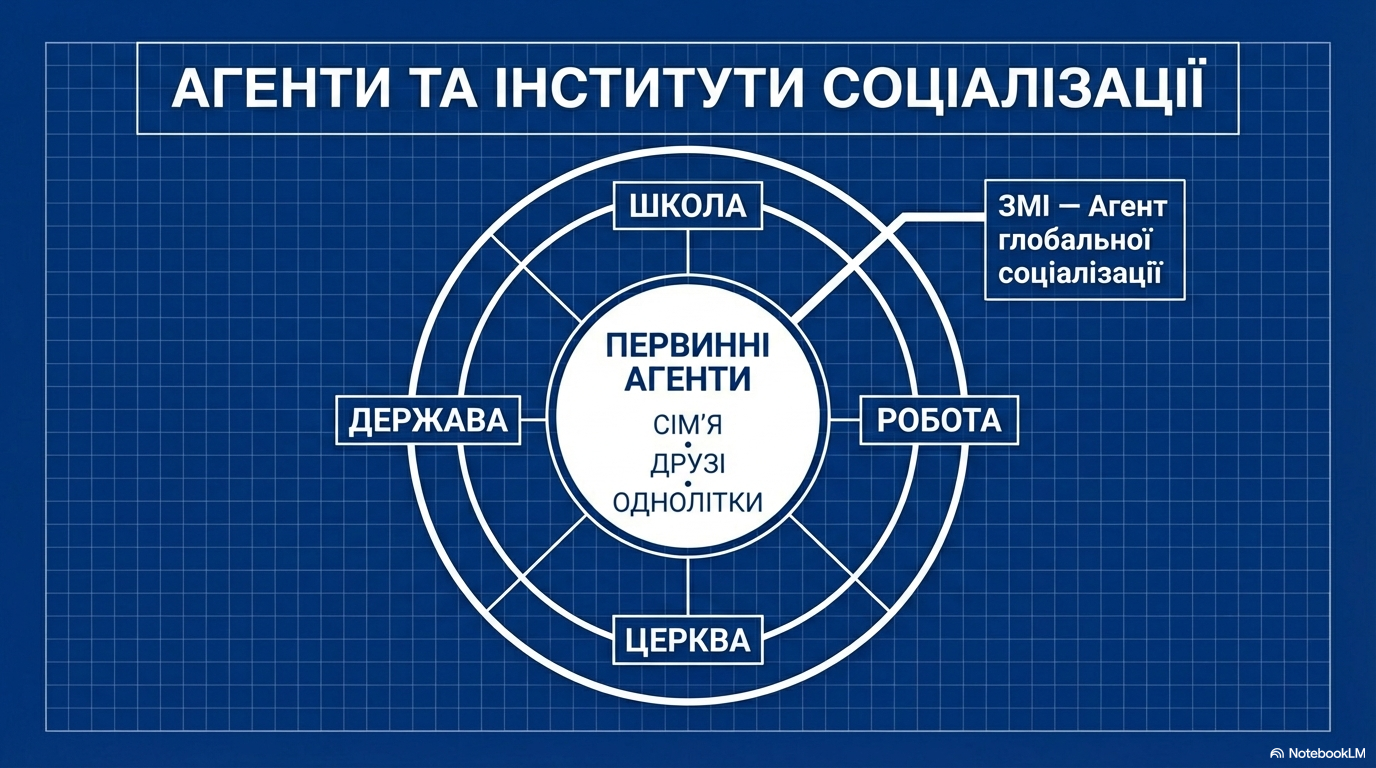 АГЕНТИ ТА ІНСТИТУТИ СОЦІАЛІЗАЦІЇ
ШКОЛА
ЗМІ — Агент
глобальної
соціалізації
ПЕРВИННІ
АГЕНТИ
СІМ'Я
•
ДРУЗІ
•
ОДНОЛІТКИ
ДЕРЖАВА
РОБОТА
ЦЕРКВА
NotebookLM